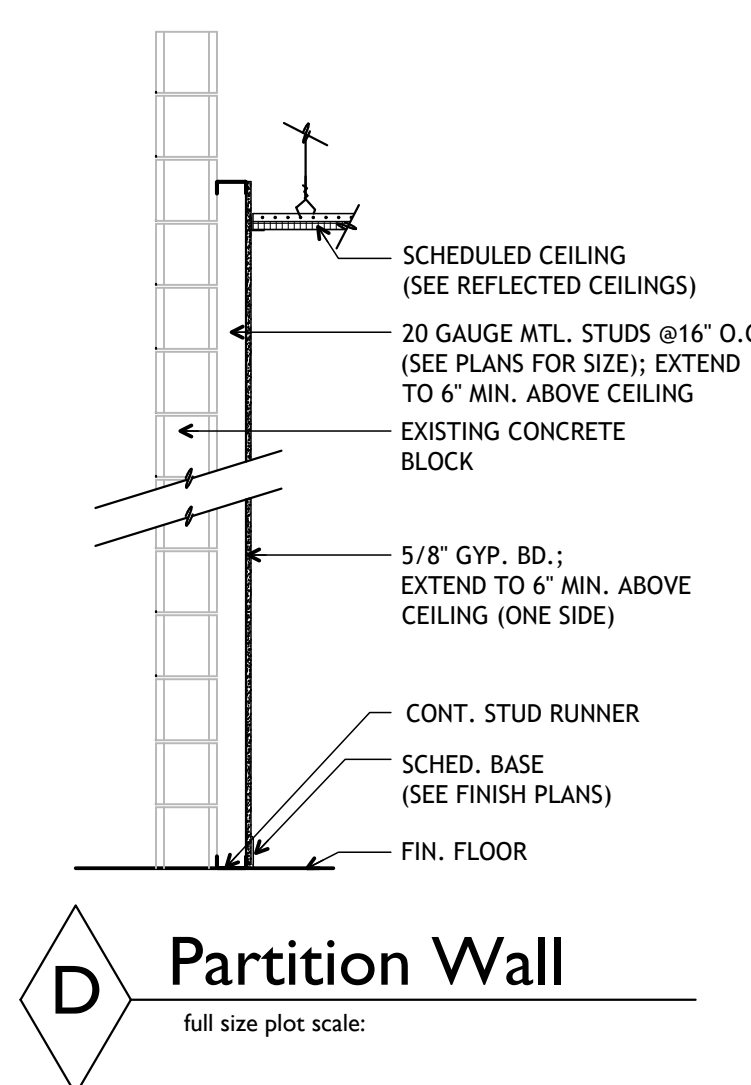 SCHEDULED CEILING
(SEE REFLECTED CEILINGS)
20 GAUGE MTL. STUDS @16" O.C
(SEE PLANS FOR SIZE); EXTEND
TO 6" MIN. ABOVE CEILING
EXISTING CONCRETE
BLOCK
5/8" GYP. BD.;
EXTEND TO 6" MIN. ABOVE
CEILING (ONE SIDE)
CONT. STUD RUNNER
SCHED. BASE
(SEE FINISH PLANS)
FIN. FLOOR
D
Partition Wall
full size plot scale: